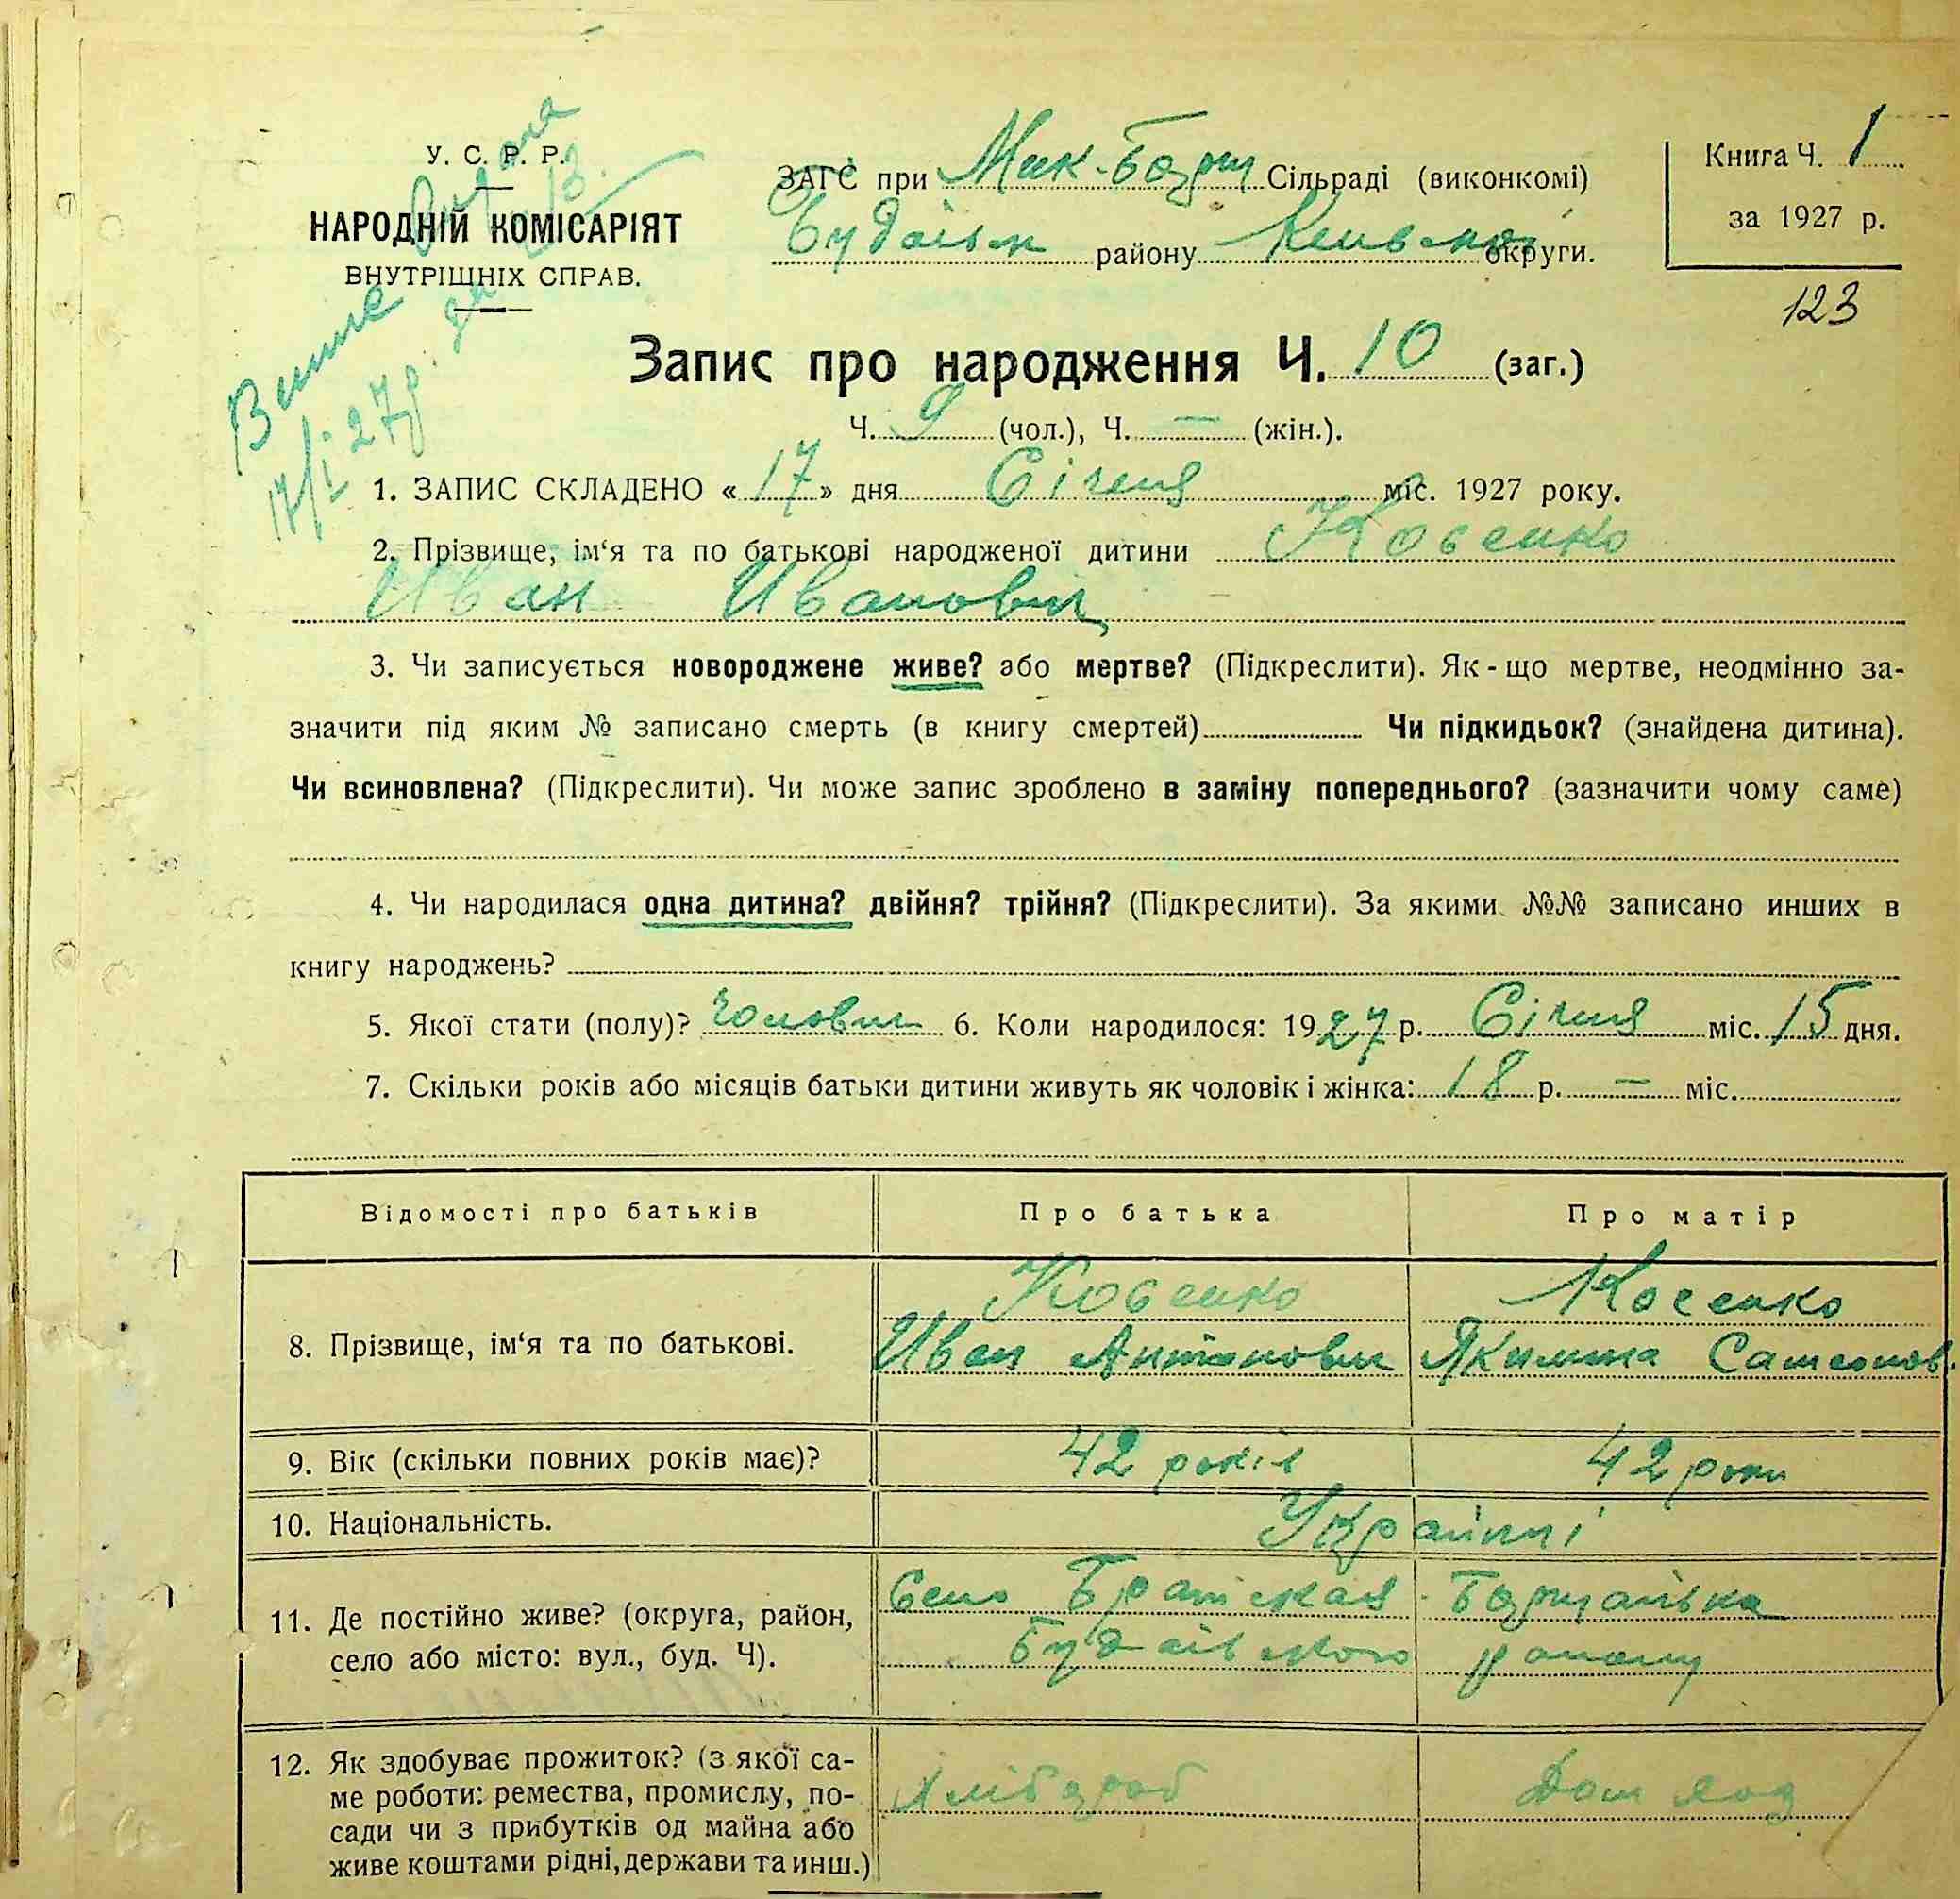 У. С. Р. Р.
НАРОДНІЙ КОМІСАРІЯТ
ВНУТРІШНІХ СПРАВ.
ЗАГС при Мик-Борщ Сільраді (виконкомі)
Будаївськ району Київської округи.
Книга Ч. 1
за 1927 р.
123
Запис про народження Ч. 10 (заг.)
Ч. 9 (чол.), Ч. — (жін.).
17/I 27р.
1. ЗАПИС СКЛАДЕНО « 17 » дня Січня міс. 1927 року.
2. Прізвище, ім‘я та по батькові народженої дитини Косенко
Иван Иванович
3. Чи записується новороджене живе? або мертве? (Підкреслити). Як-що мертве, неодмінно за-
значити під яким № записано смерть (в книгу смертей) Чи підкидьок? (знайдена дитина).
Чи всиновлена? (Підкреслити). Чи може запис зроблено в заміну попереднього? (зазначити чому саме)
4. Чи народилася одна дитина? двійня? трійня? (Підкреслити). За якими №№ записано инших в
книгу народжень?
5. Якої стати (полу)? Чоловіч 6. Коли народилося: 1927 р. Січня міс. 15 дня.
7. Скільки років або місяців батьки дитини живуть як чоловік і жінка: 18 р. — міс.
Відомості про батьків Про батька Про матір
8. Прізвище, ім‘я та по батькові. Косенко Иван Антонович Косенко Якилина Самсонов.
9. Вік (скільки повних років має)? 42 років 42 роки
10. Національність. Українці
11. Де постійно живе? (округа, район, Село Братская Борщаівка
село або місто: вул., буд. Ч). Будаівского району
12. Як здобуває прожиток? (з якої са-
ме роботи: ремества, промислу, по- Хлібороб Дом хоз
сади чи з прибутків од майна або
живе коштами рідні, держави та инш.)